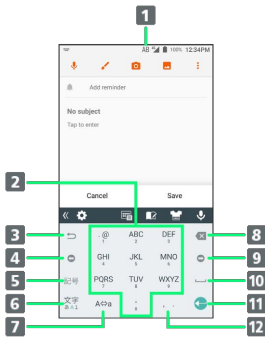 1
AB 100% 12:34PM
Add reminder
No subject
Tap to enter
2
Cancel Save
3 .@ ABC DEF 8
1 2 3
4 GHI JKL MNO 9
4 5 6
5 記号 PQRS TUV WXYZ 10
7 8 9
6 文字 A⇔a . , 11
あA1
7 12